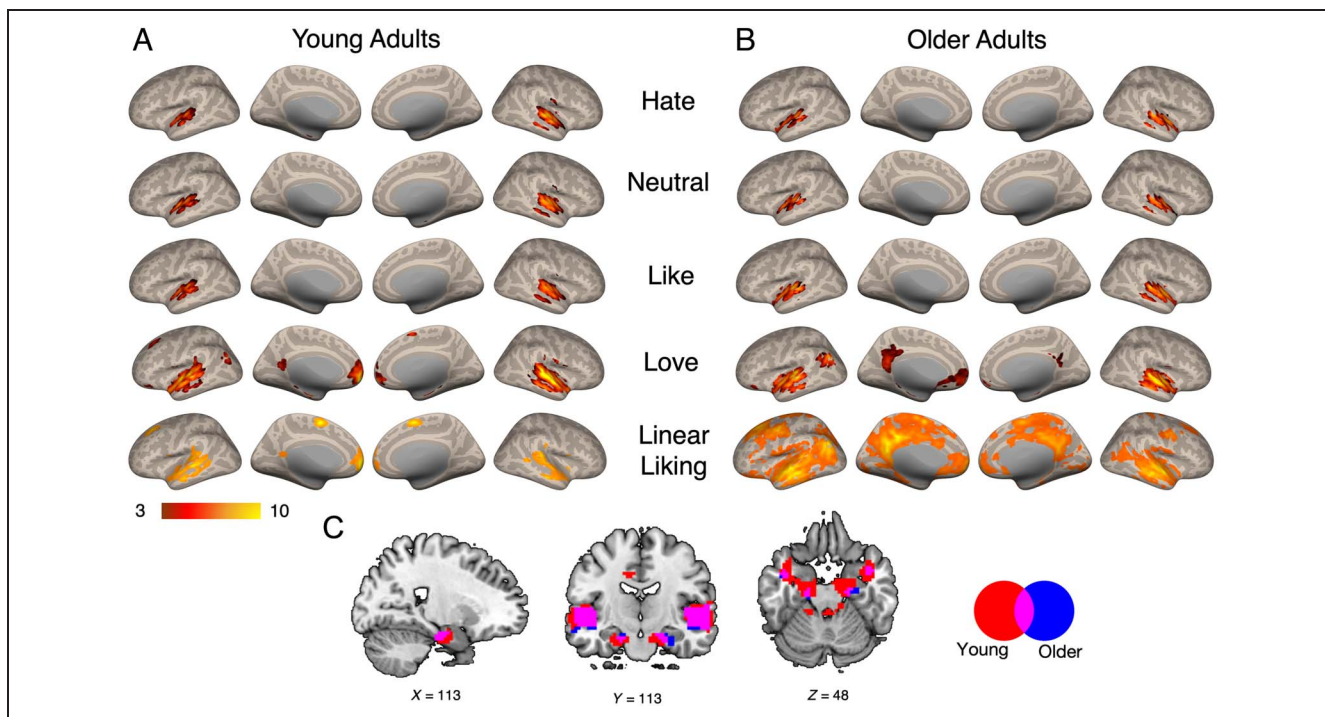 A
Young Adults
B
Older Adults
Hate
Neutral
Like
Love
Linear
Liking
3
10
C
X = 113
Y = 113
Z = 48
Young
Older